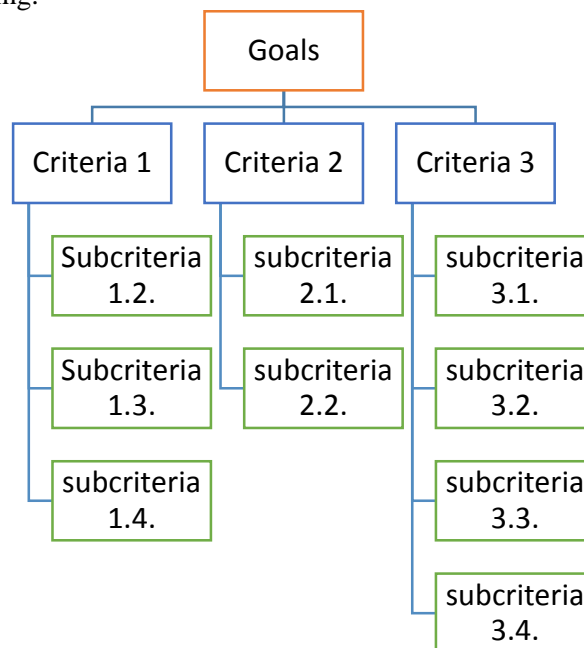 ng.
Goals
Criteria 1
Criteria 2
Criteria 3
Subcriteria
1.2.
Subcriteria
1.3.
subcriteria
1.4.
subcriteria
2.1.
subcriteria
2.2.
subcriteria
3.1.
subcriteria
3.2.
subcriteria
3.3.
subcriteria
3.4.